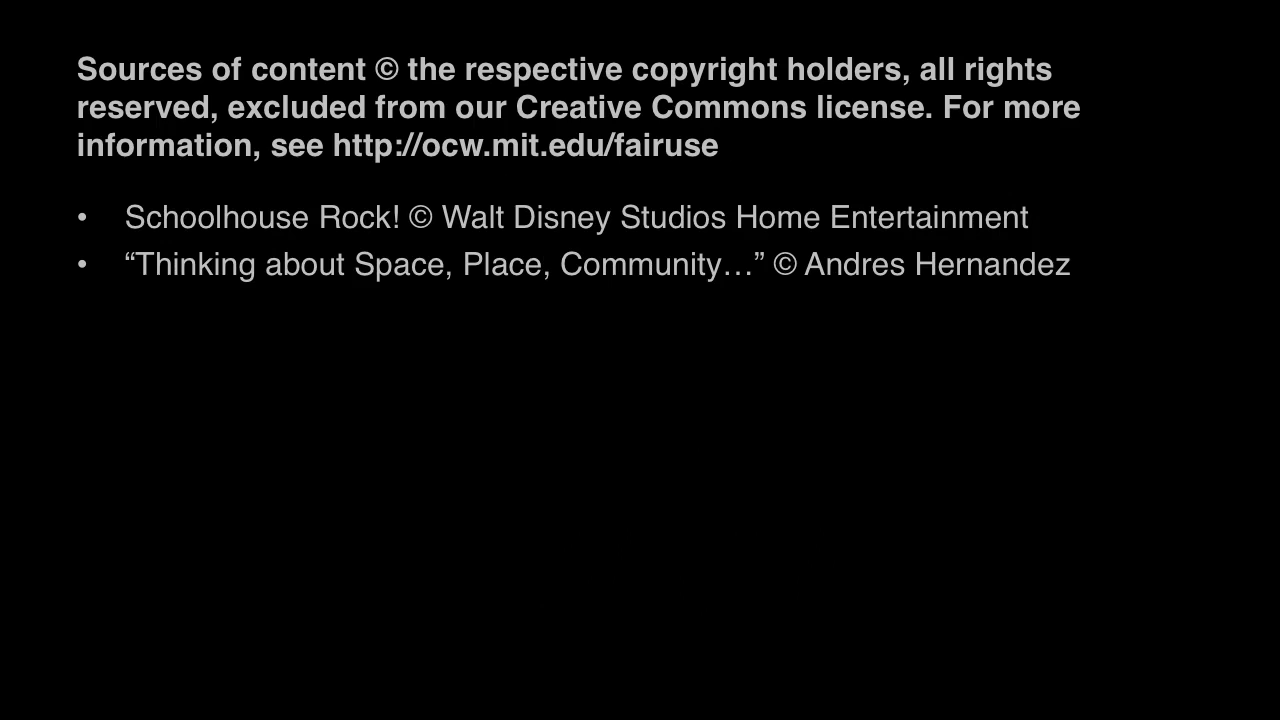 Sources of content © the respective copyright holders, all rights
reserved, excluded from our Creative Commons license. For more
information, see http://ocw.mit.edu/fairuse
• Schoolhouse Rock! © Walt Disney Studios Home Entertainment
• “Thinking about Space, Place, Community…” © Andres Hernandez